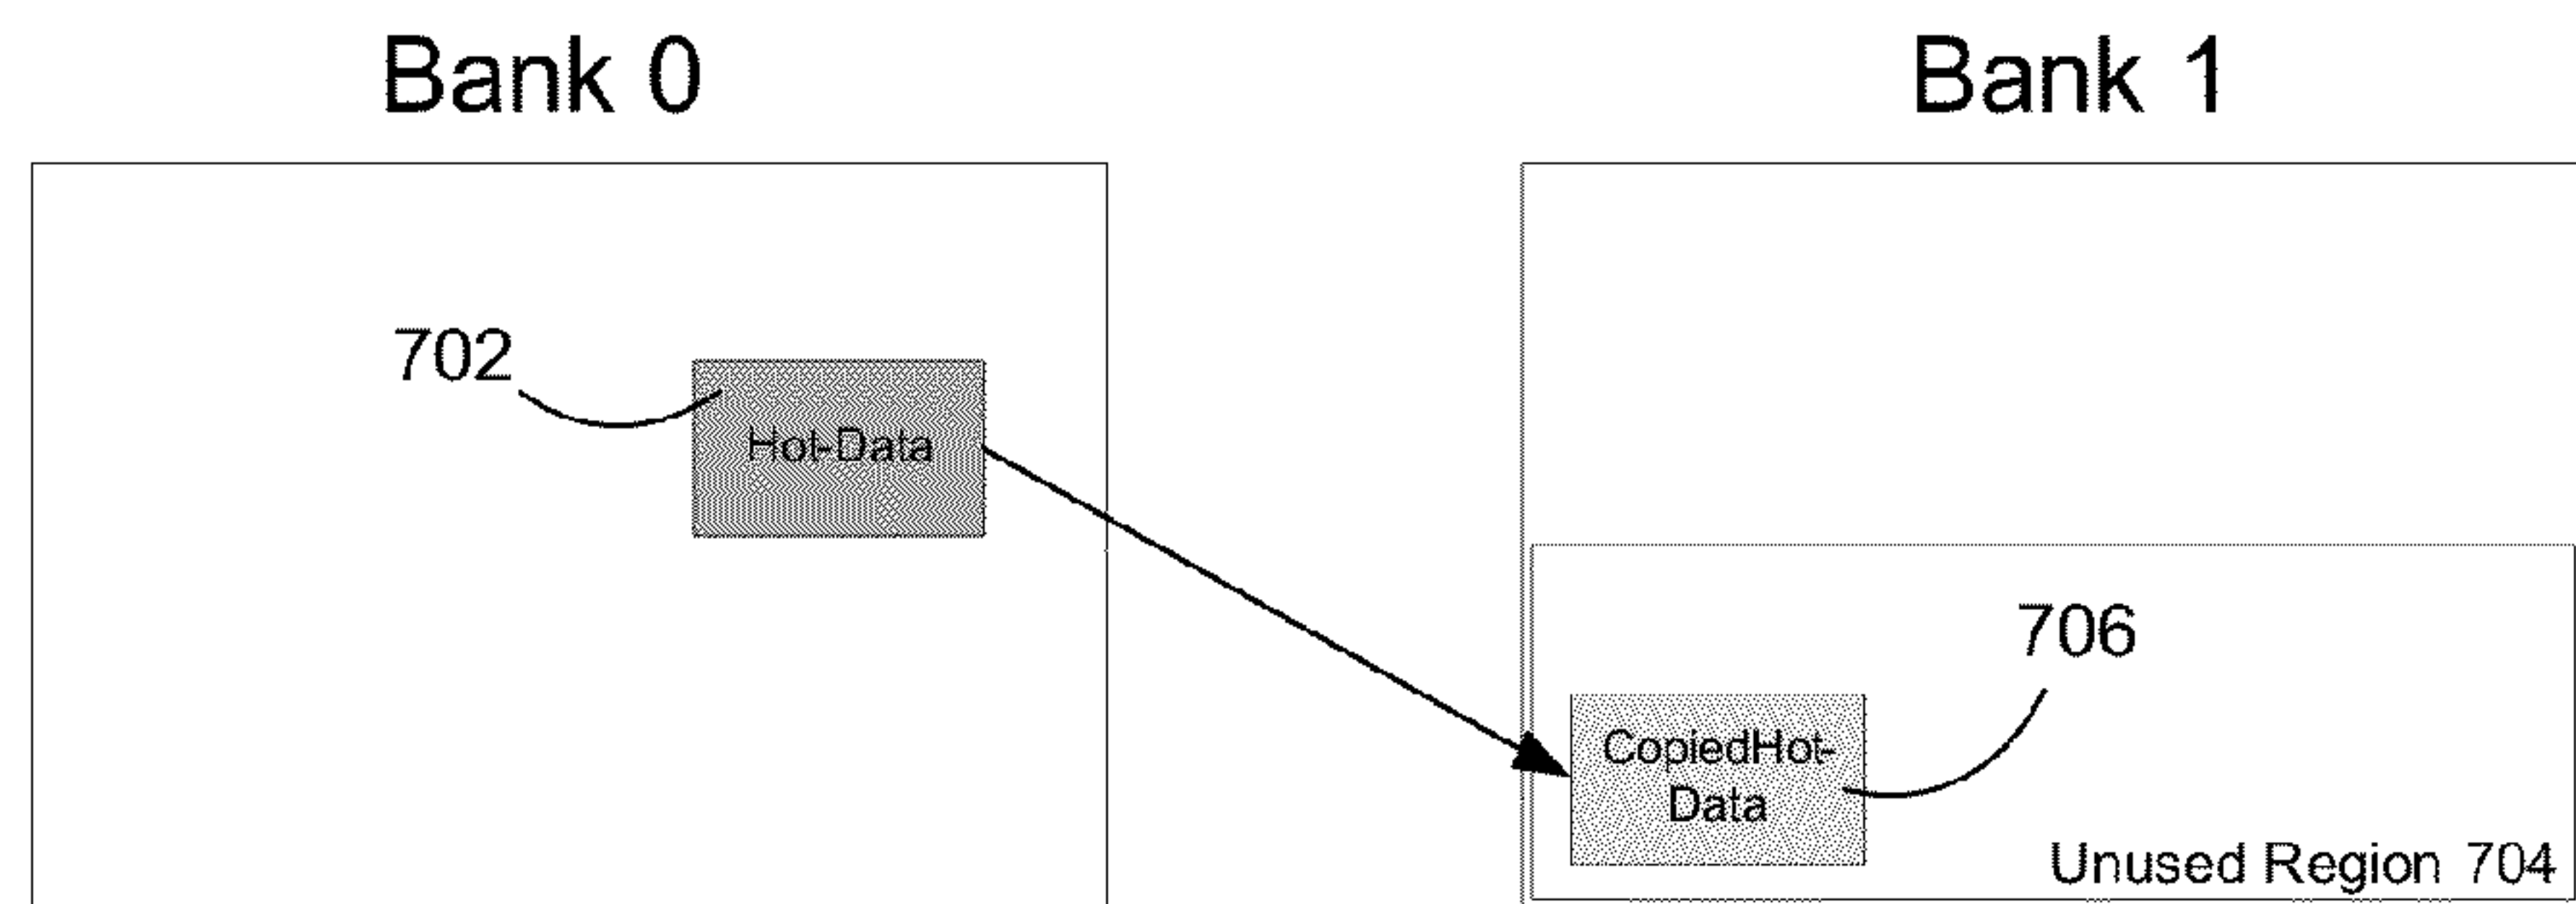 Bank 0
Bank 1
702
Hot-Data
706
CopiedHot-
Data
Unused Region 704